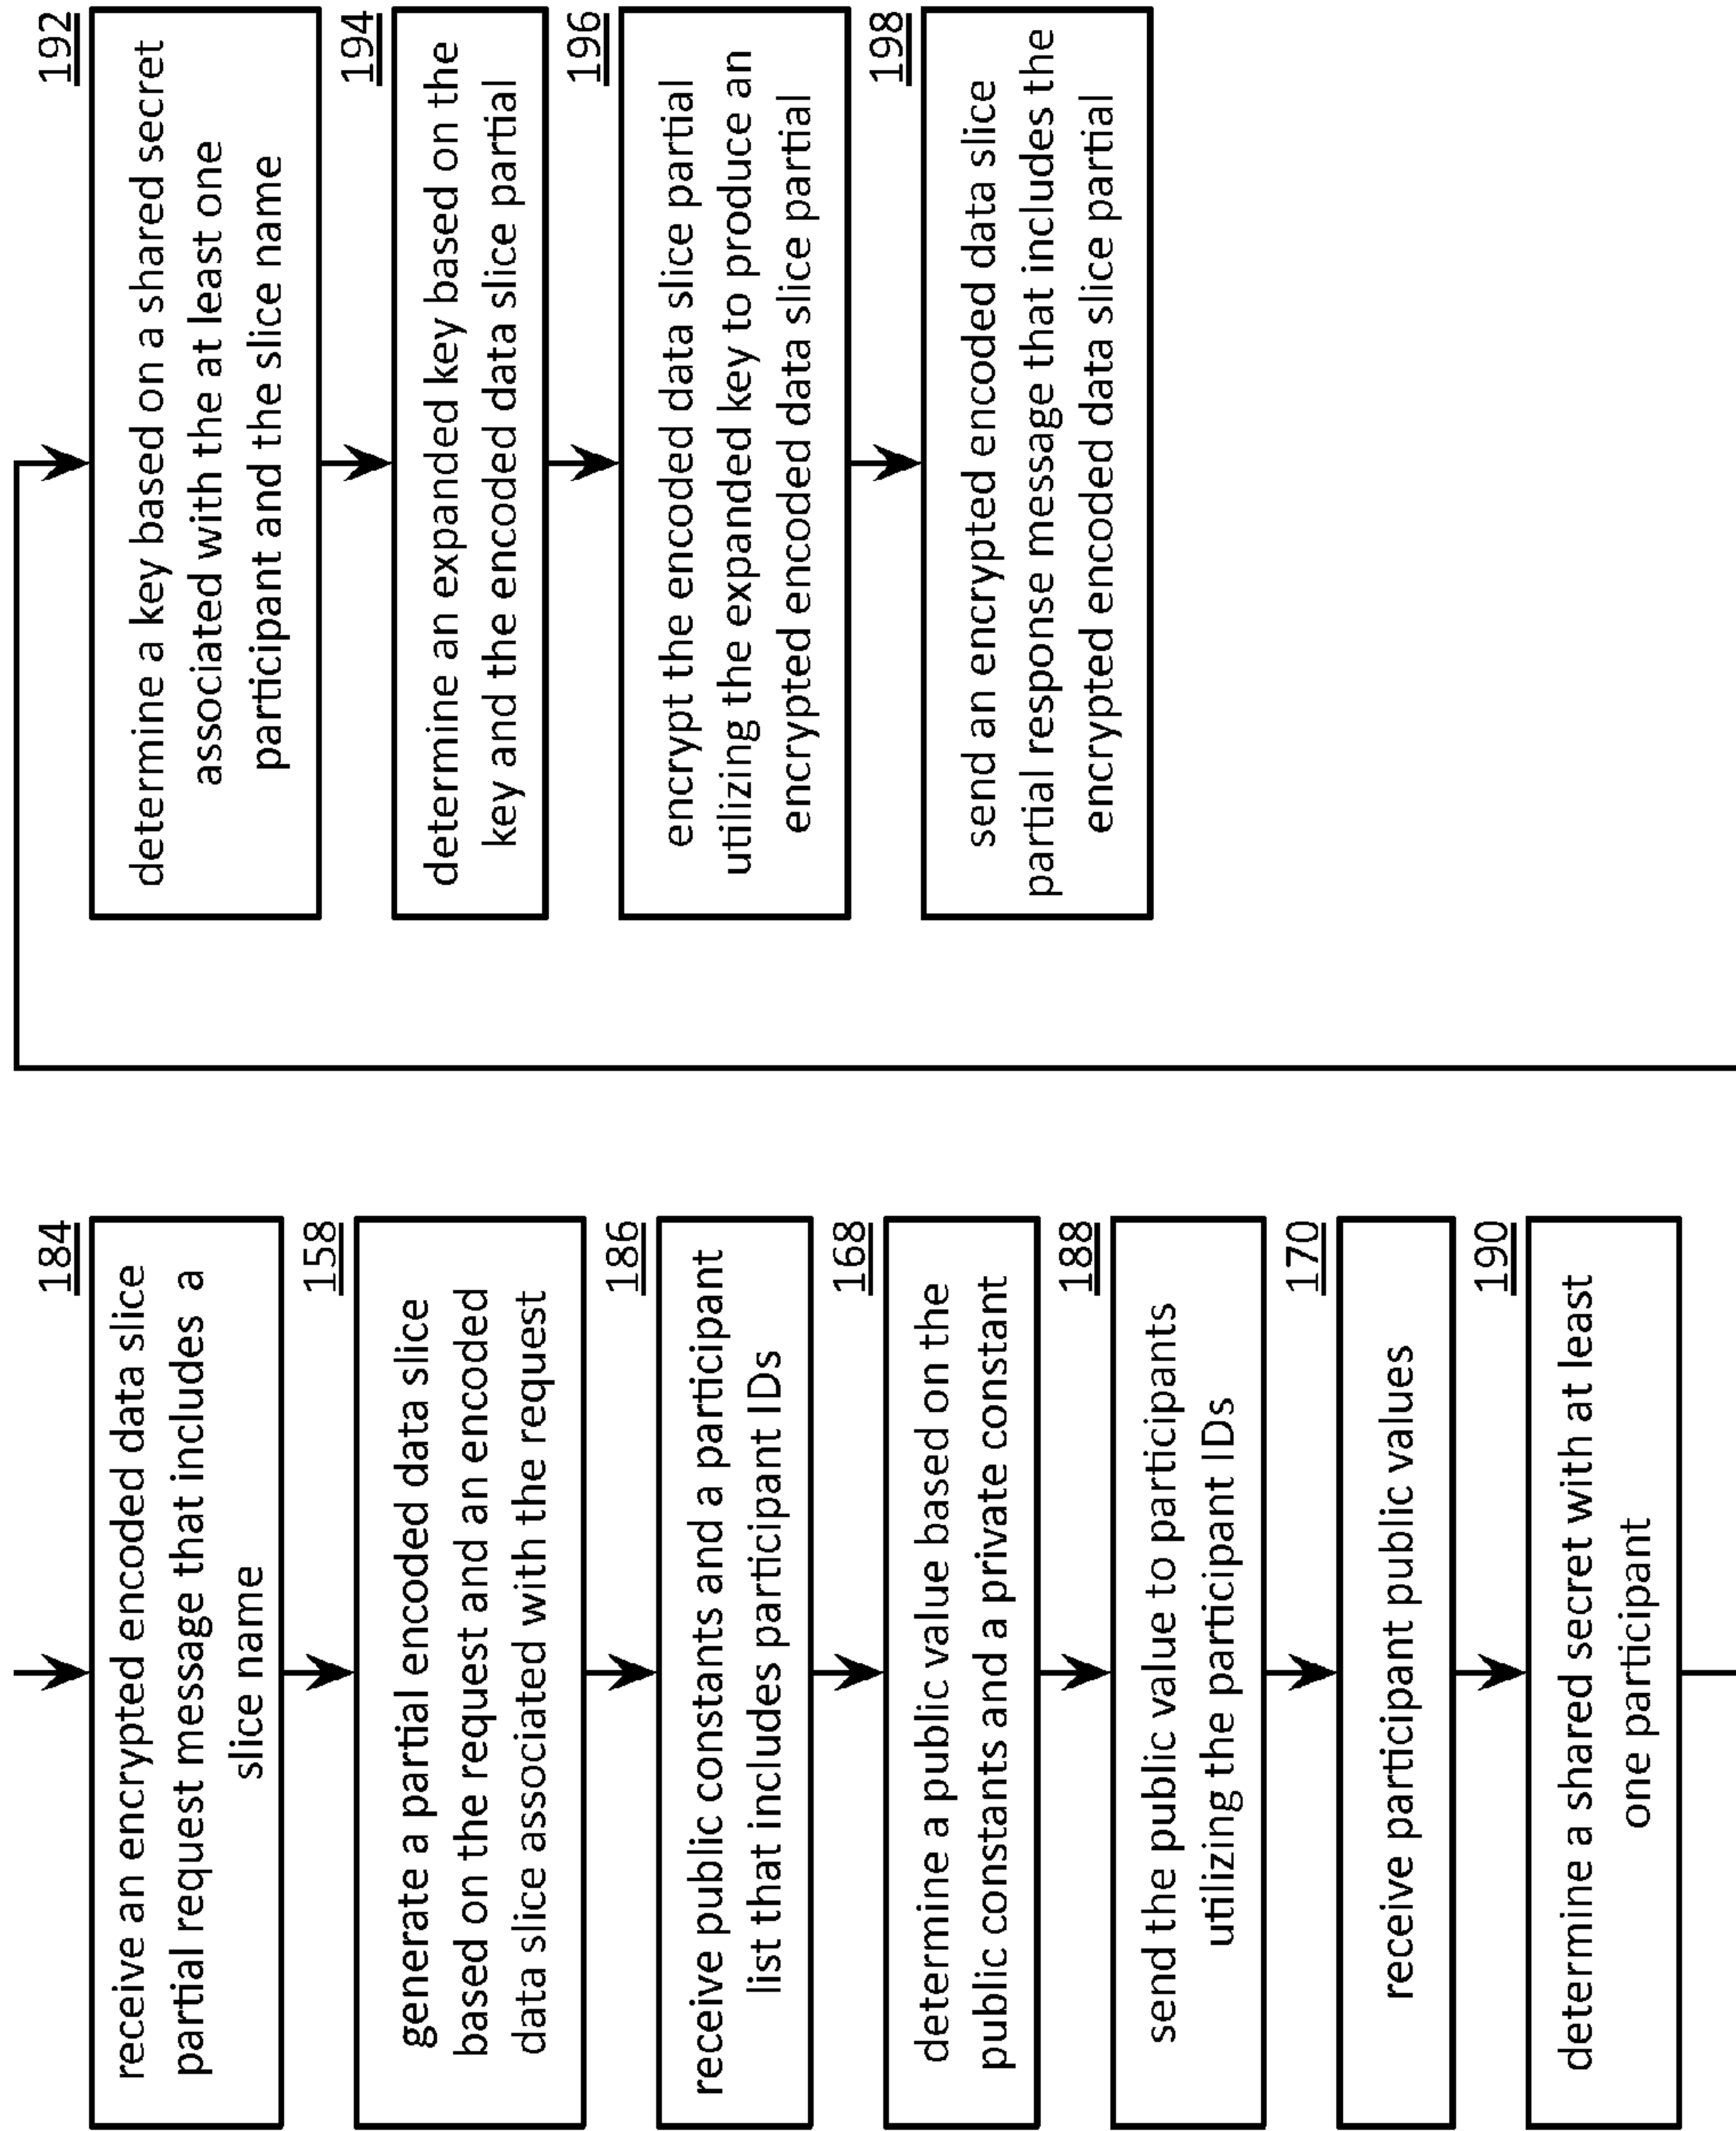 184
receive an encrypted encoded data slice
partial request message that includes a
slice name
158
generate a partial encoded data slice
based on the request and an encoded
data slice associated with the request
186
receive public constants and a participant
list that includes participant IDs
168
determine a public value based on the
public constants and a private constant
188
send the public value to participants
utilizing the participant IDs
170
receive participant public values
190
determine a shared secret with at least
one participant
192
determine a key based on a shared secret
associated with the at least one
participant and the slice name
194
determine an expanded key based on the
key and the encoded data slice partial
196
encrypt the encoded data slice partial
utilizing the expanded key to produce an
encrypted encoded data slice partial
198
send an encrypted encoded data slice
partial response message that includes the
encrypted encoded data slice partial